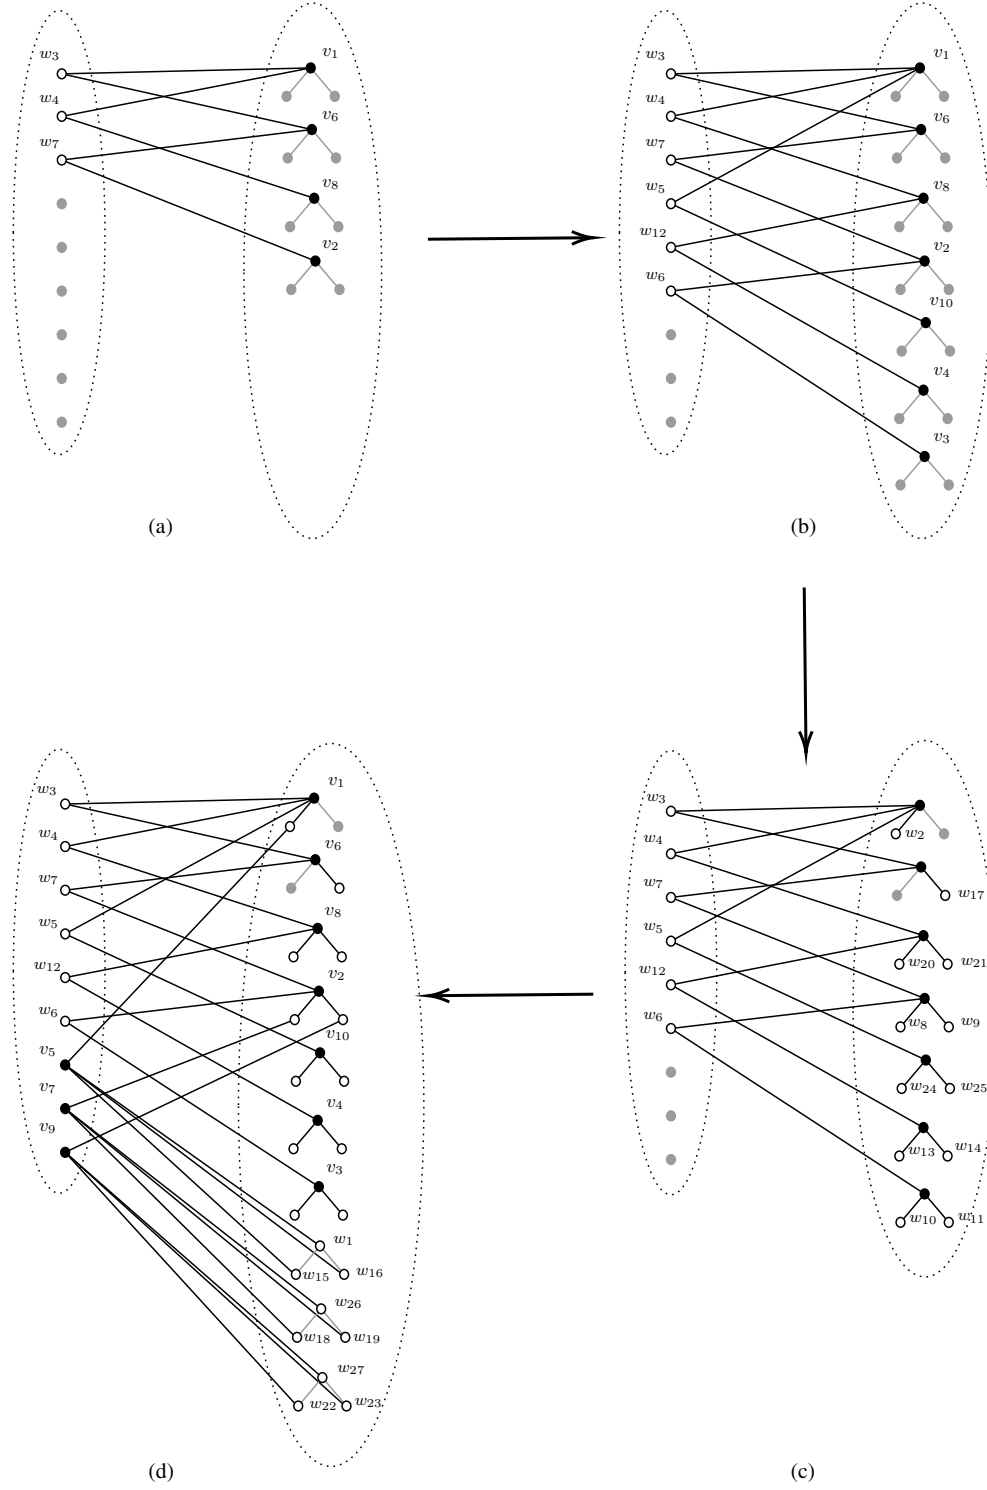 w₃ v₁
w₄ v₆
w₇ v₈
v₂
(a)
w₃ v₁
w₄ v₆
w₇
w₅ v₈
w₁₂ v₂
w₆ v₁₀
v₄
v₃
(b)
w₃ v₁
w₄ v₆
w₇
w₅ v₈
w₁₂ v₂
w₆ v₁₀
v₅
v₇ v₄
v₉
v₃
w₁
w₁₅ w₁₆
w₂₆
w₁₈ w₁₉
w₂₇
w₂₂ w₂₃
(d)
w₃
w₂
w₄
w₇ w₁₇
w₅
w₂₀ w₂₁
w₁₂
w₆ w₈ w₉
w₂₄ w₂₅
w₁₃ w₁₄
w₁₀ w₁₁
(c)